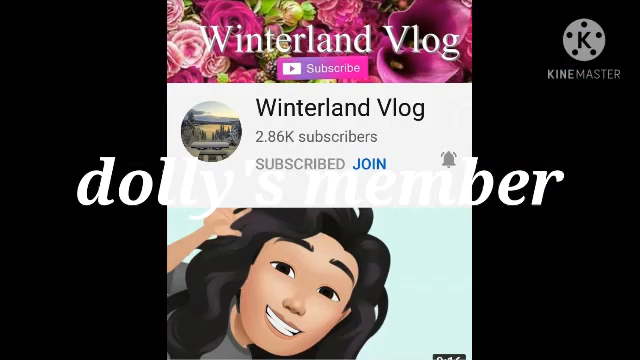 Winterland Vlog
Subscribe
KINEMASTER
Winterland Vlog
2.86K subscribers
SUBSCRIBED JOIN
dolly's member